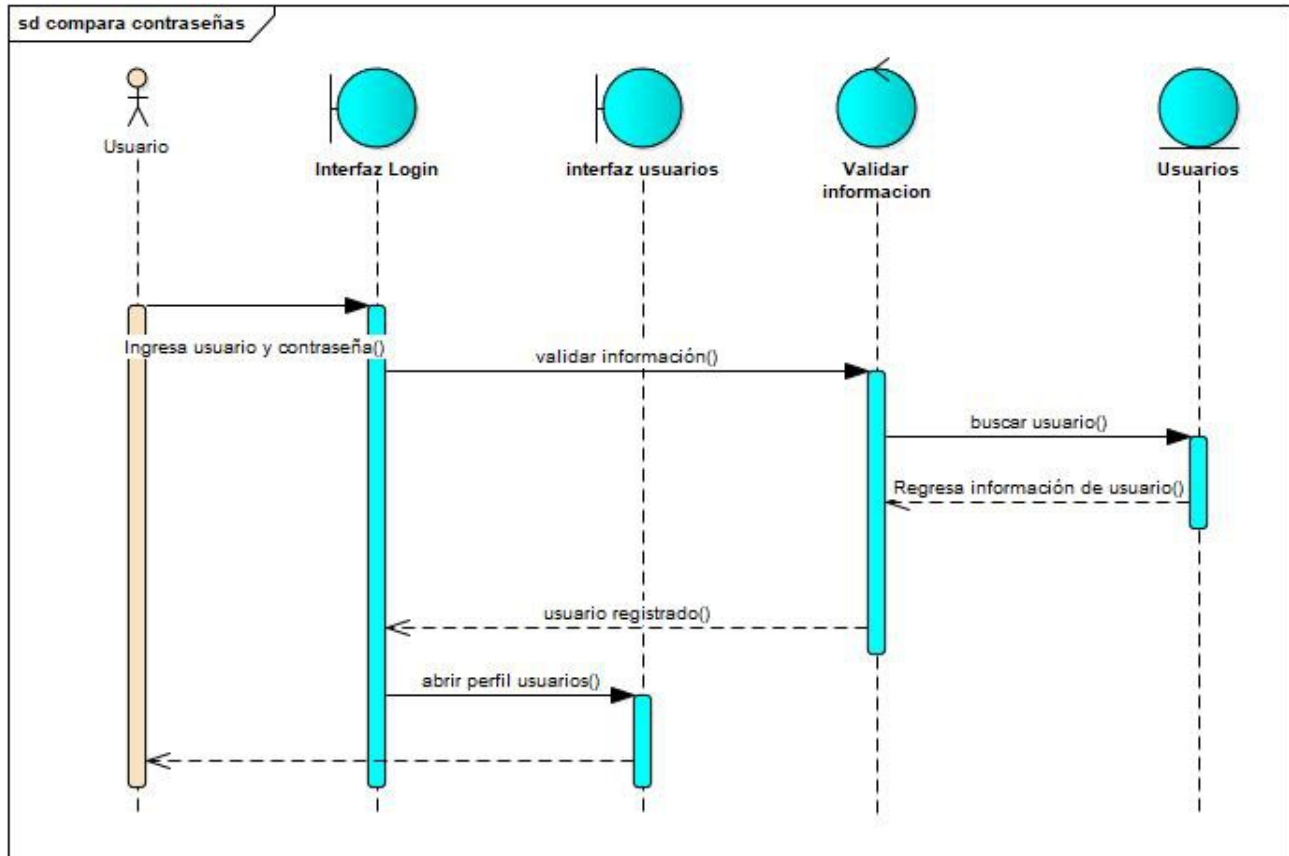 sd compara contraseñas
Usuario
Interfaz Login
interfaz usuarios
Validar
informacion
Usuarios
Ingresa usuario y contraseña()
validar información()
buscar usuario()
Regresa información de usuario()
usuario registrado()
abrir perfil usuarios()